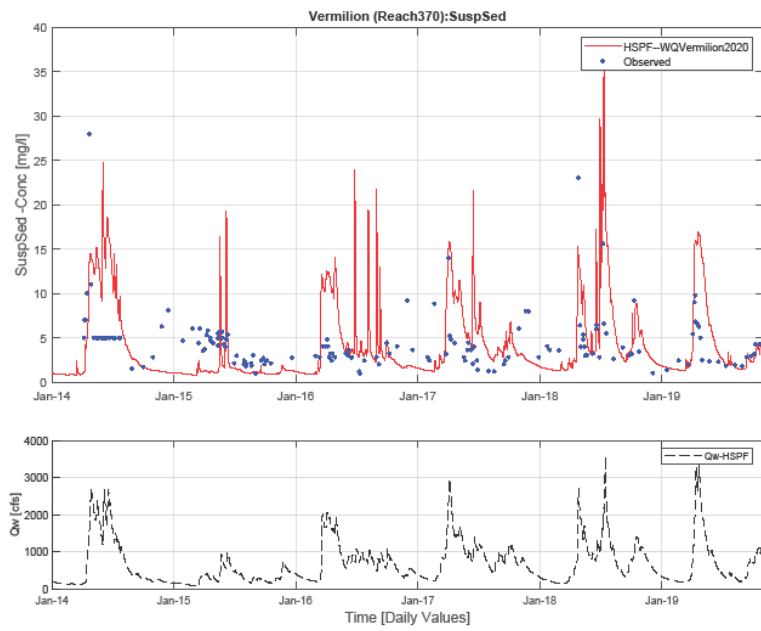 Vermilion (Reach370):SuspSed
HSPF--WQVermilion2020
Observed
SuspSed -Conc [mg/l]
40
35
30
25
20
15
10
5
0
Jan-14
Jan-15
Jan-16
Jan-17
Jan-18
Jan-19
Qw-HSPF
Qw [cfs]
4000
3000
2000
1000
0
Jan-14
Jan-15
Jan-16
Jan-17
Jan-18
Jan-19
Time [Daily Values]